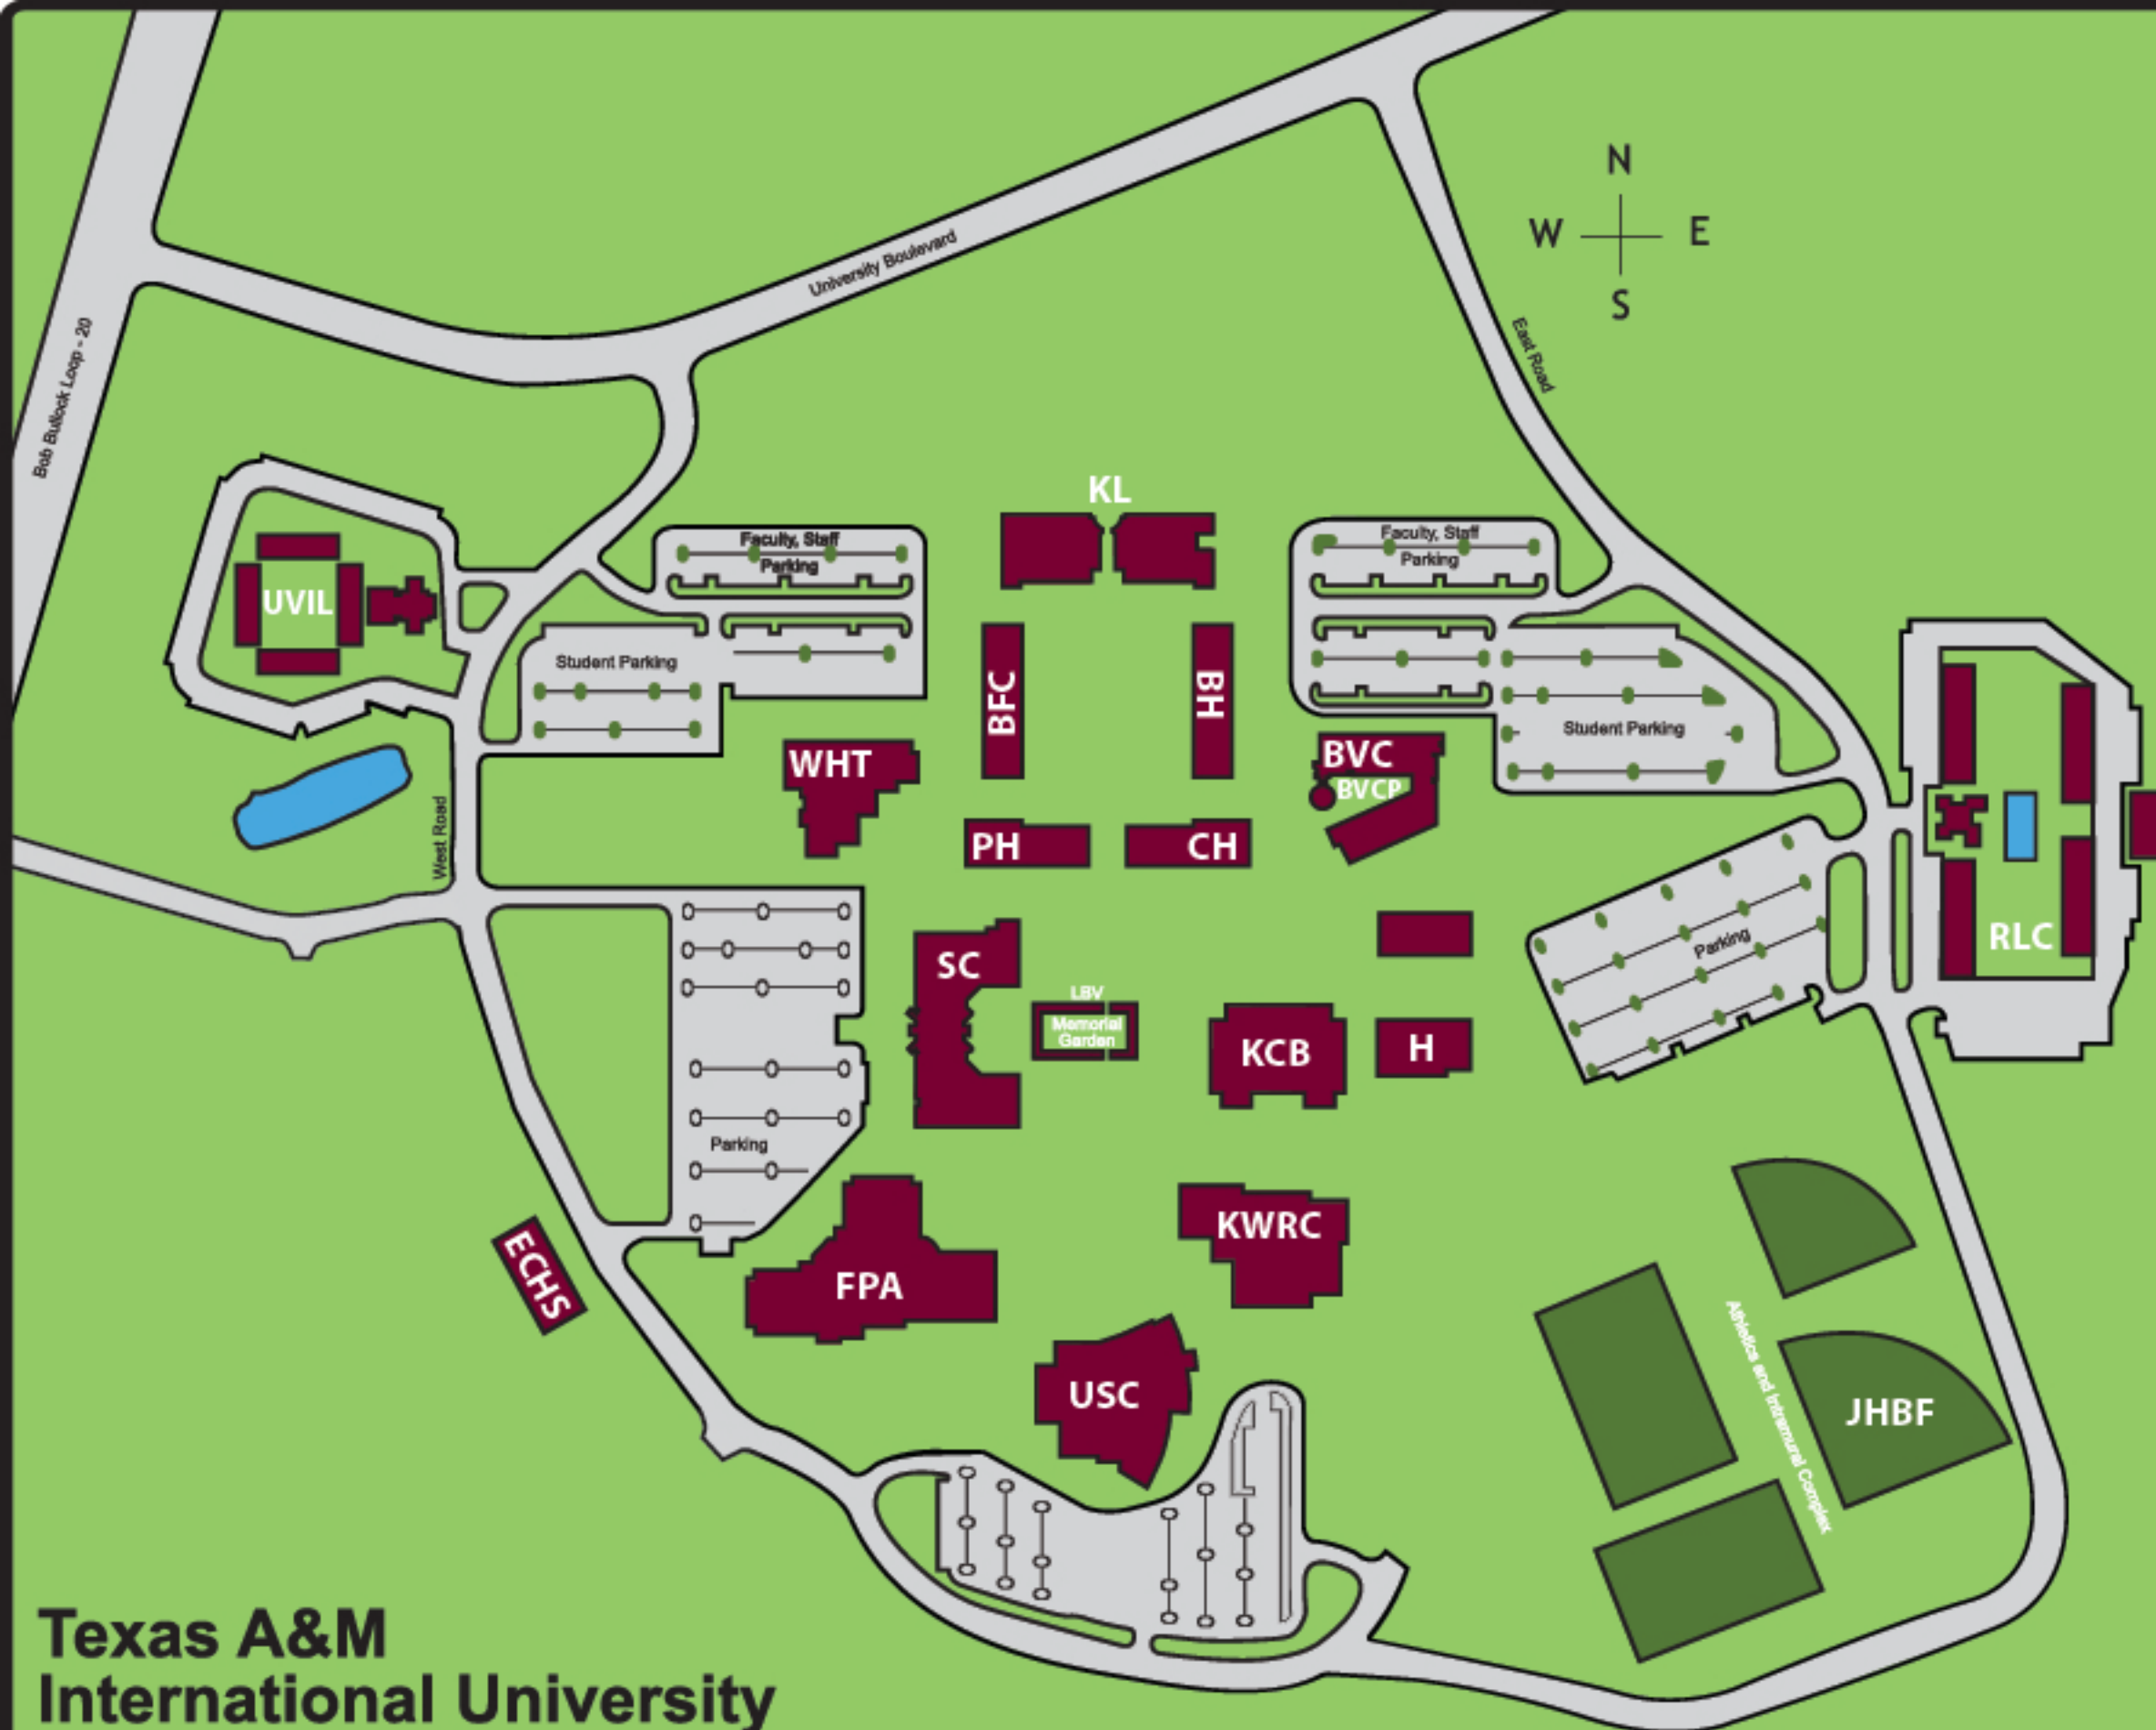 N
W E
S
University Boulevard
Bob Bullock Loop - 20
East Road
KL
Faculty, Staff
Parking
Faculty, Staff
Parking
UVIL
Student Parking
BFC
BH
Student Parking
WHT
BVC
BVCP
West Road
PH
CH
RLC
Parking
SC
LBV
Memorial
Garden
KCB
H
Parking
KWRC
ECHS
FPA
USC
Athletics and Intramural Complex
JHBF
Texas A&M
International University